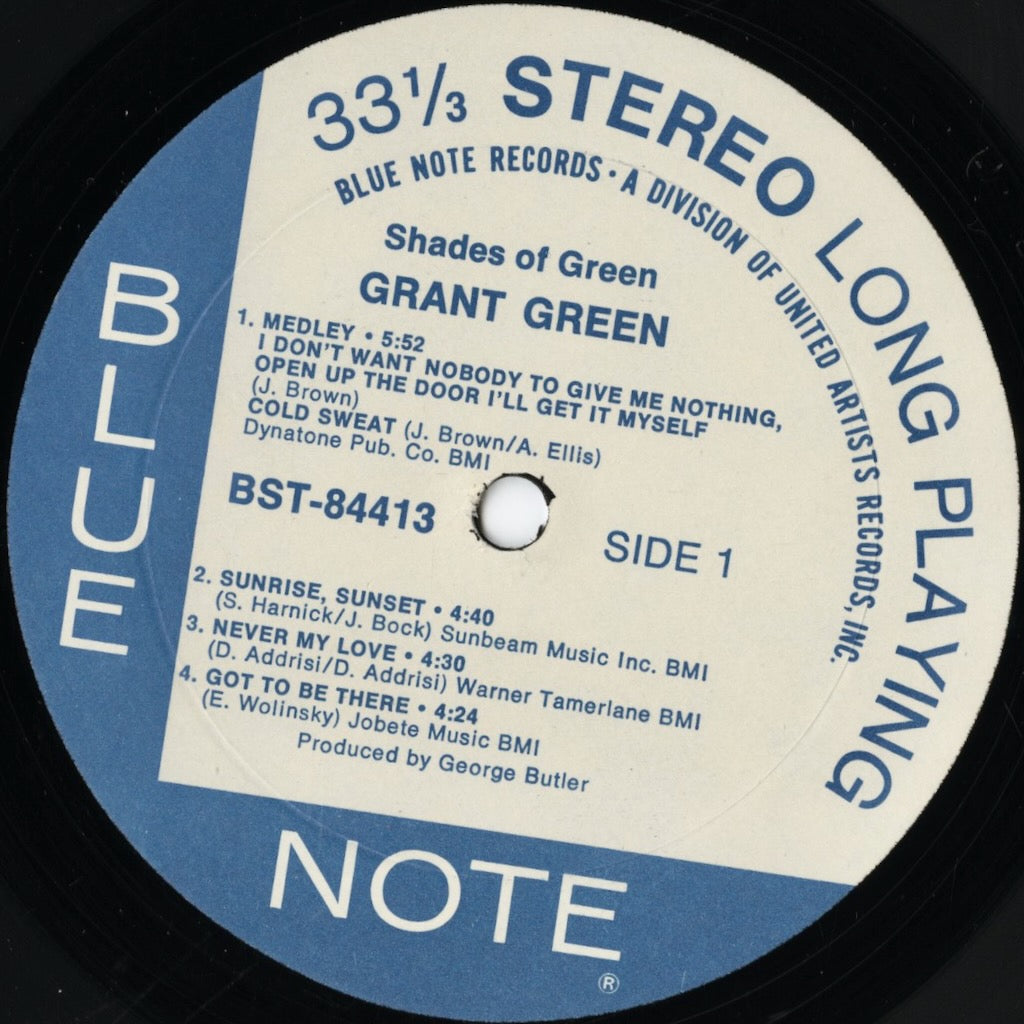 33⅓ STEREO LONG PLAYING
BLUE NOTE RECORDS · A DIVISION OF UNITED ARTISTS RECORDS, INC.
Shades of Green
GRANT GREEN
1. MEDLEY • 5:52
I DON'T WANT NOBODY TO GIVE ME NOTHING,
OPEN UP THE DOOR I'LL GET IT MYSELF
(J. Brown)
COLD SWEAT (J. Brown/A. Ellis)
Dynatone Pub. Co. BMI
BST-84413
SIDE 1
2. SUNRISE, SUNSET • 4:40
(S. Harnick/J. Bock) Sunbeam Music Inc. BMI
3. NEVER MY LOVE • 4:30
(D. Addrisi/D. Addrisi) Warner Tamerlane BMI
4. GOT TO BE THERE • 4:24
(E. Wolinsky) Jobete Music BMI
Produced by George Butler
BLUE
NOTE
®